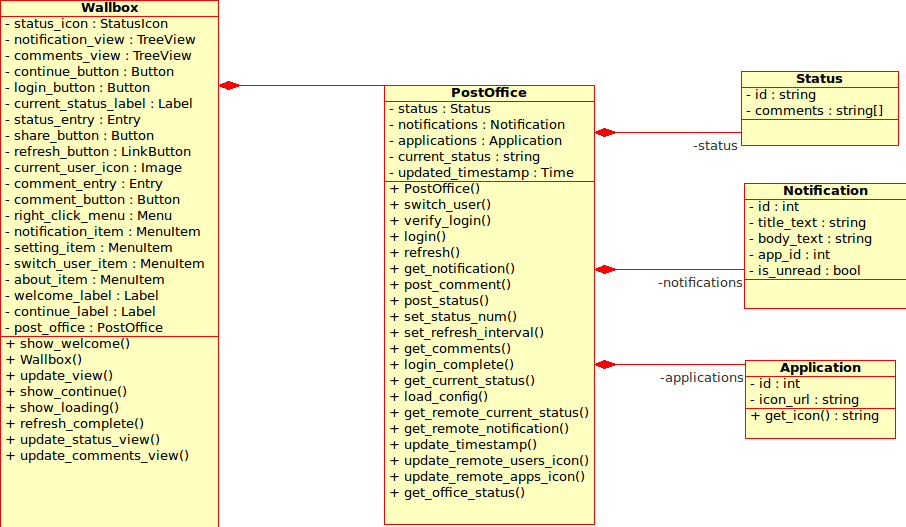 Wallbox
- status_icon : StatusIcon
- notification_view : TreeView
- comments_view : TreeView
- continue_button : Button
- login_button : Button
- current_status_label : Label
- status_entry : Entry
- share_button : Button
- refresh_button : LinkButton
- current_user_icon : Image
- comment_entry : Entry
- comment_button : Button
- right_click_menu : Menu
- notification_item : MenuItem
- setting_item : MenuItem
- switch_user_item : MenuItem
- about_item : MenuItem
- welcome_label : Label
- continue_label : Label
- post_office : PostOffice
+ show_welcome()
+ Wallbox()
+ update_view()
+ show_continue()
+ show_loading()
+ refresh_complete()
+ update_status_view()
+ update_comments_view()
PostOffice
- status : Status
- notifications : Notification
- applications : Application
- current_status : string
- updated_timestamp : Time
+ PostOffice()
+ switch_user()
+ verify_login()
+ login()
+ refresh()
+ get_notification()
+ post_comment()
+ post_status()
+ set_status_num()
+ set_refresh_interval()
+ get_comments()
+ login_complete()
+ get_current_status()
+ load_config()
+ get_remote_current_status()
+ get_remote_notification()
+ update_timestamp()
+ update_remote_users_icon()
+ update_remote_apps_icon()
+ get_office_status()
-status
-notifications
-applications
Status
- id : string
- comments : string[]
Notification
- id : int
- title_text : string
- body_text : string
- app_id : int
- is_unread : bool
Application
- id : int
- icon_url : string
+ get_icon() : string